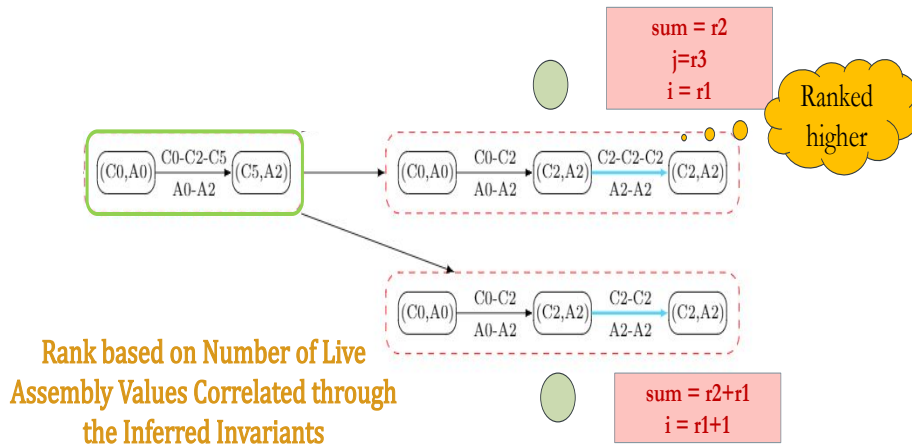 sum = r2
j=r3
i = r1
Ranked
higher
(C0,A0)
C0-C2-C5
A0-A2
(C5,A2)
(C0,A0)
C0-C2
A0-A2
(C2,A2)
C2-C2-C2
A2-A2
(C2,A2)
(C0,A0)
C0-C2
A0-A2
(C2,A2)
C2-C2
A2-A2
(C2,A2)
Rank based on Number of Live
Assembly Values Correlated through
the Inferred Invariants
sum = r2+r1
i = r1+1